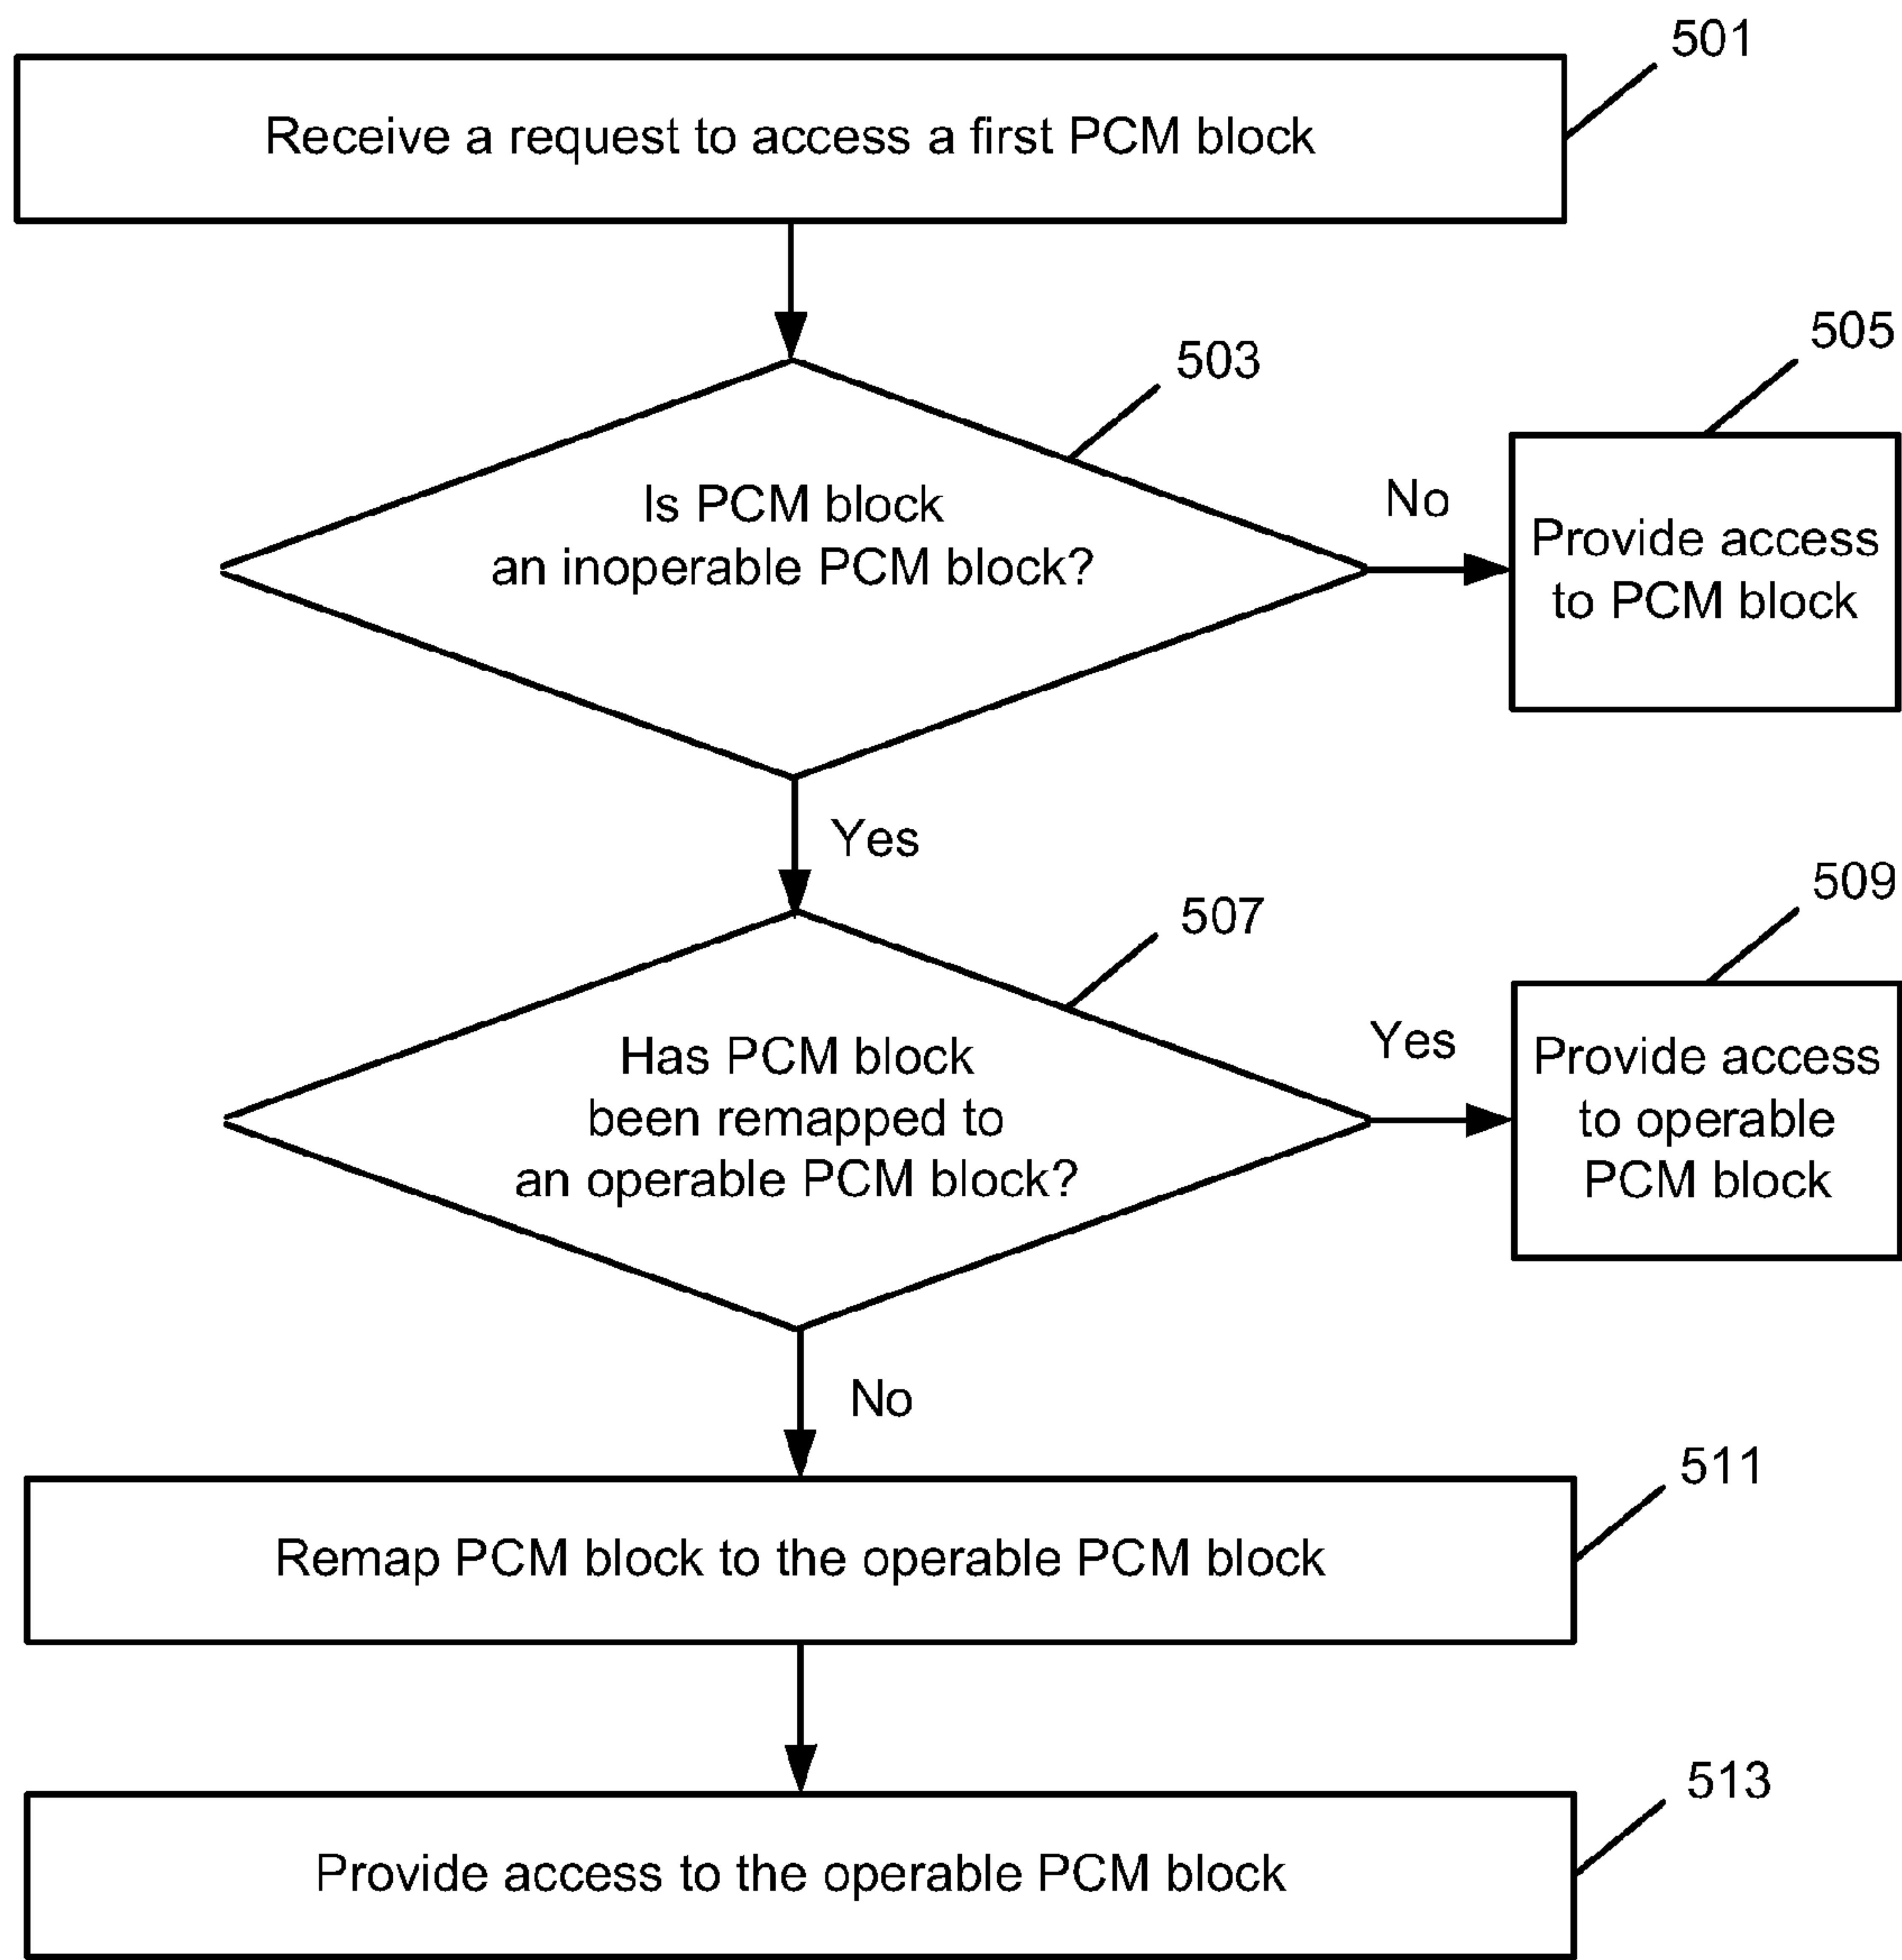 501
Receive a request to access a first PCM block
503
505
Is PCM block
an inoperable PCM block?
No
Provide access
to PCM block
Yes
507
509
Has PCM block
been remapped to
an operable PCM block?
Yes
Provide access
to operable
PCM block
No
511
Remap PCM block to the operable PCM block
513
Provide access to the operable PCM block